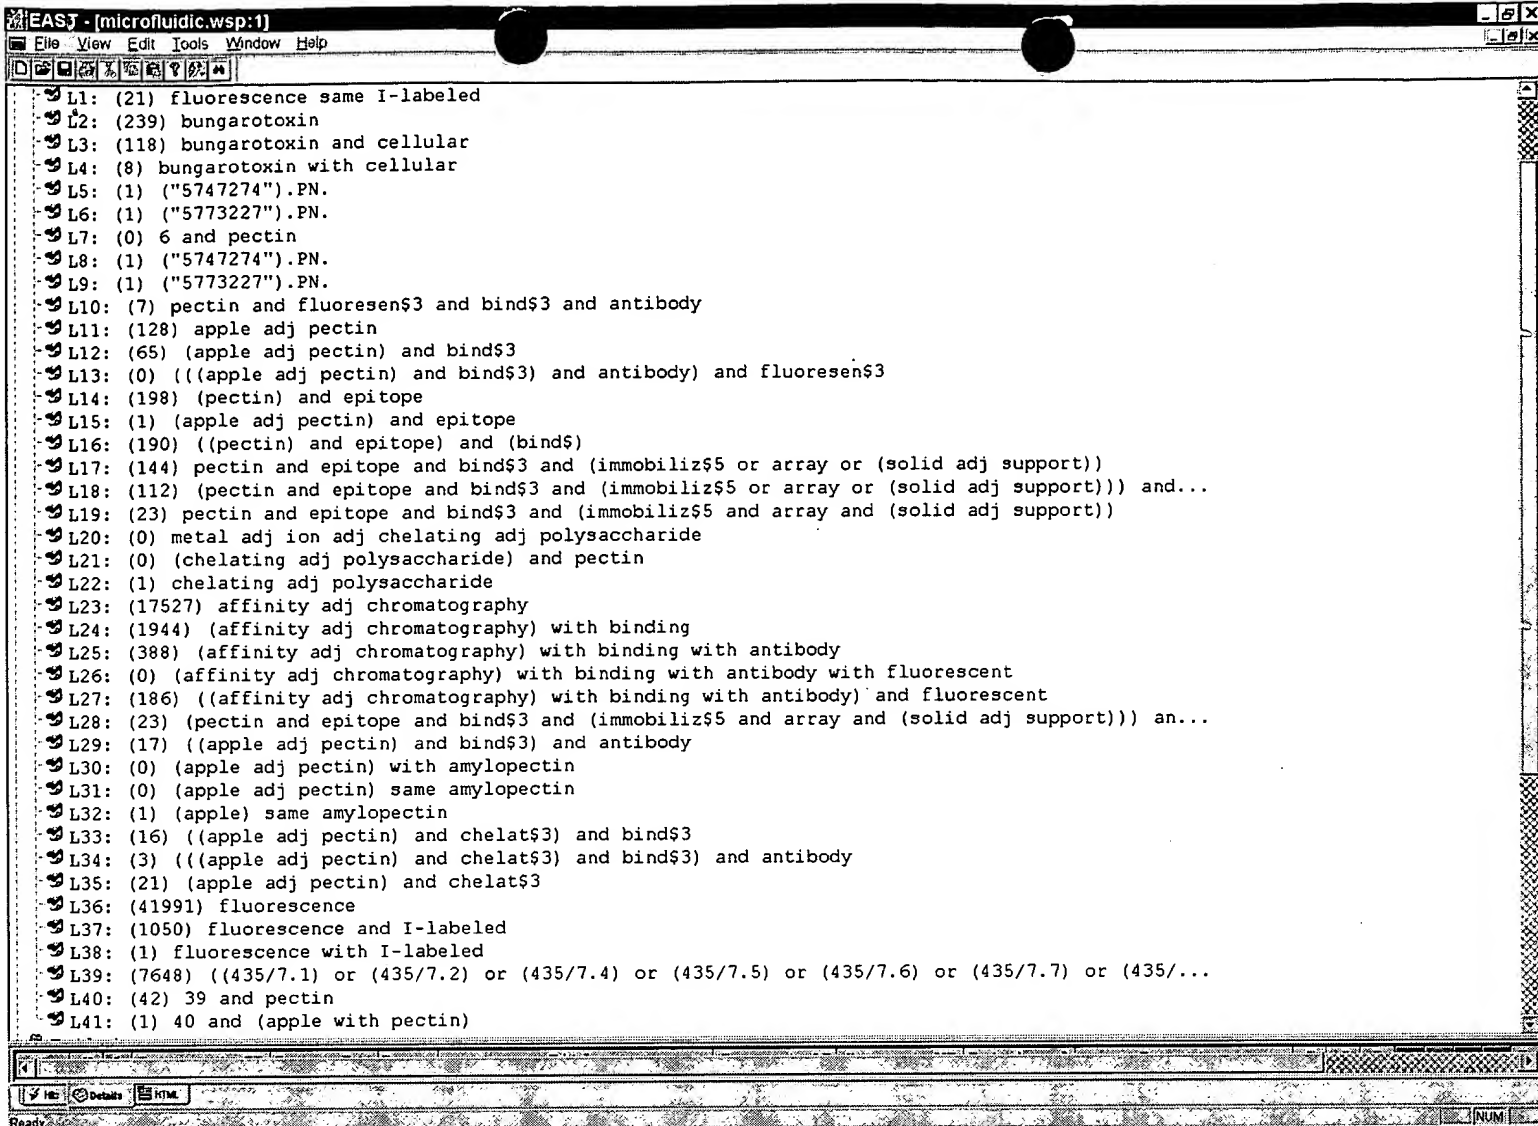 EAST - [microfluidic.wsp:1]
File View Edit Tools Window Help
L1: (21) fluorescence same I-labeled
L2: (239) bungarotoxin
L3: (118) bungarotoxin and cellular
L4: (8) bungarotoxin with cellular
L5: (1) ("5747274").PN.
L6: (1) ("5773227").PN.
L7: (0) 6 and pectin
L8: (1) ("5747274").PN.
L9: (1) ("5773227").PN.
L10: (7) pectin and fluoresen$3 and bind$3 and antibody
L11: (128) apple adj pectin
L12: (65) (apple adj pectin) and bind$3
L13: (0) (((apple adj pectin) and bind$3) and antibody) and fluoresen$3
L14: (198) (pectin) and epitope
L15: (1) (apple adj pectin) and epitope
L16: (190) ((pectin) and epitope) and (bind$)
L17: (144) pectin and epitope and bind$3 and (immobiliz$5 or array or (solid adj support))
L18: (112) (pectin and epitope and bind$3 and (immobiliz$5 or array or (solid adj support))) and...
L19: (23) pectin and epitope and bind$3 and (immobiliz$5 and array and (solid adj support))
L20: (0) metal adj ion adj chelating adj polysaccharide
L21: (0) (chelating adj polysaccharide) and pectin
L22: (1) chelating adj polysaccharide
L23: (17527) affinity adj chromatography
L24: (1944) (affinity adj chromatography) with binding
L25: (388) (affinity adj chromatography) with binding with antibody
L26: (0) (affinity adj chromatography) with binding with antibody with fluorescent
L27: (186) ((affinity adj chromatography) with binding with antibody) and fluorescent
L28: (23) (pectin and epitope and bind$3 and (immobiliz$5 and array and (solid adj support))) an...
L29: (17) ((apple adj pectin) and bind$3) and antibody
L30: (0) (apple adj pectin) with amylopectin
L31: (0) (apple adj pectin) same amylopectin
L32: (1) (apple) same amylopectin
L33: (16) ((apple adj pectin) and chelat$3) and bind$3
L34: (3) (((apple adj pectin) and chelat$3) and bind$3) and antibody
L35: (21) (apple adj pectin) and chelat$3
L36: (41991) fluorescence
L37: (1050) fluorescence and I-labeled
L38: (1) fluorescence with I-labeled
L39: (7648) ((435/7.1) or (435/7.2) or (435/7.4) or (435/7.5) or (435/7.6) or (435/7.7) or (435/...
L40: (42) 39 and pectin
L41: (1) 40 and (apple with pectin)
Details HTML
Ready NUM